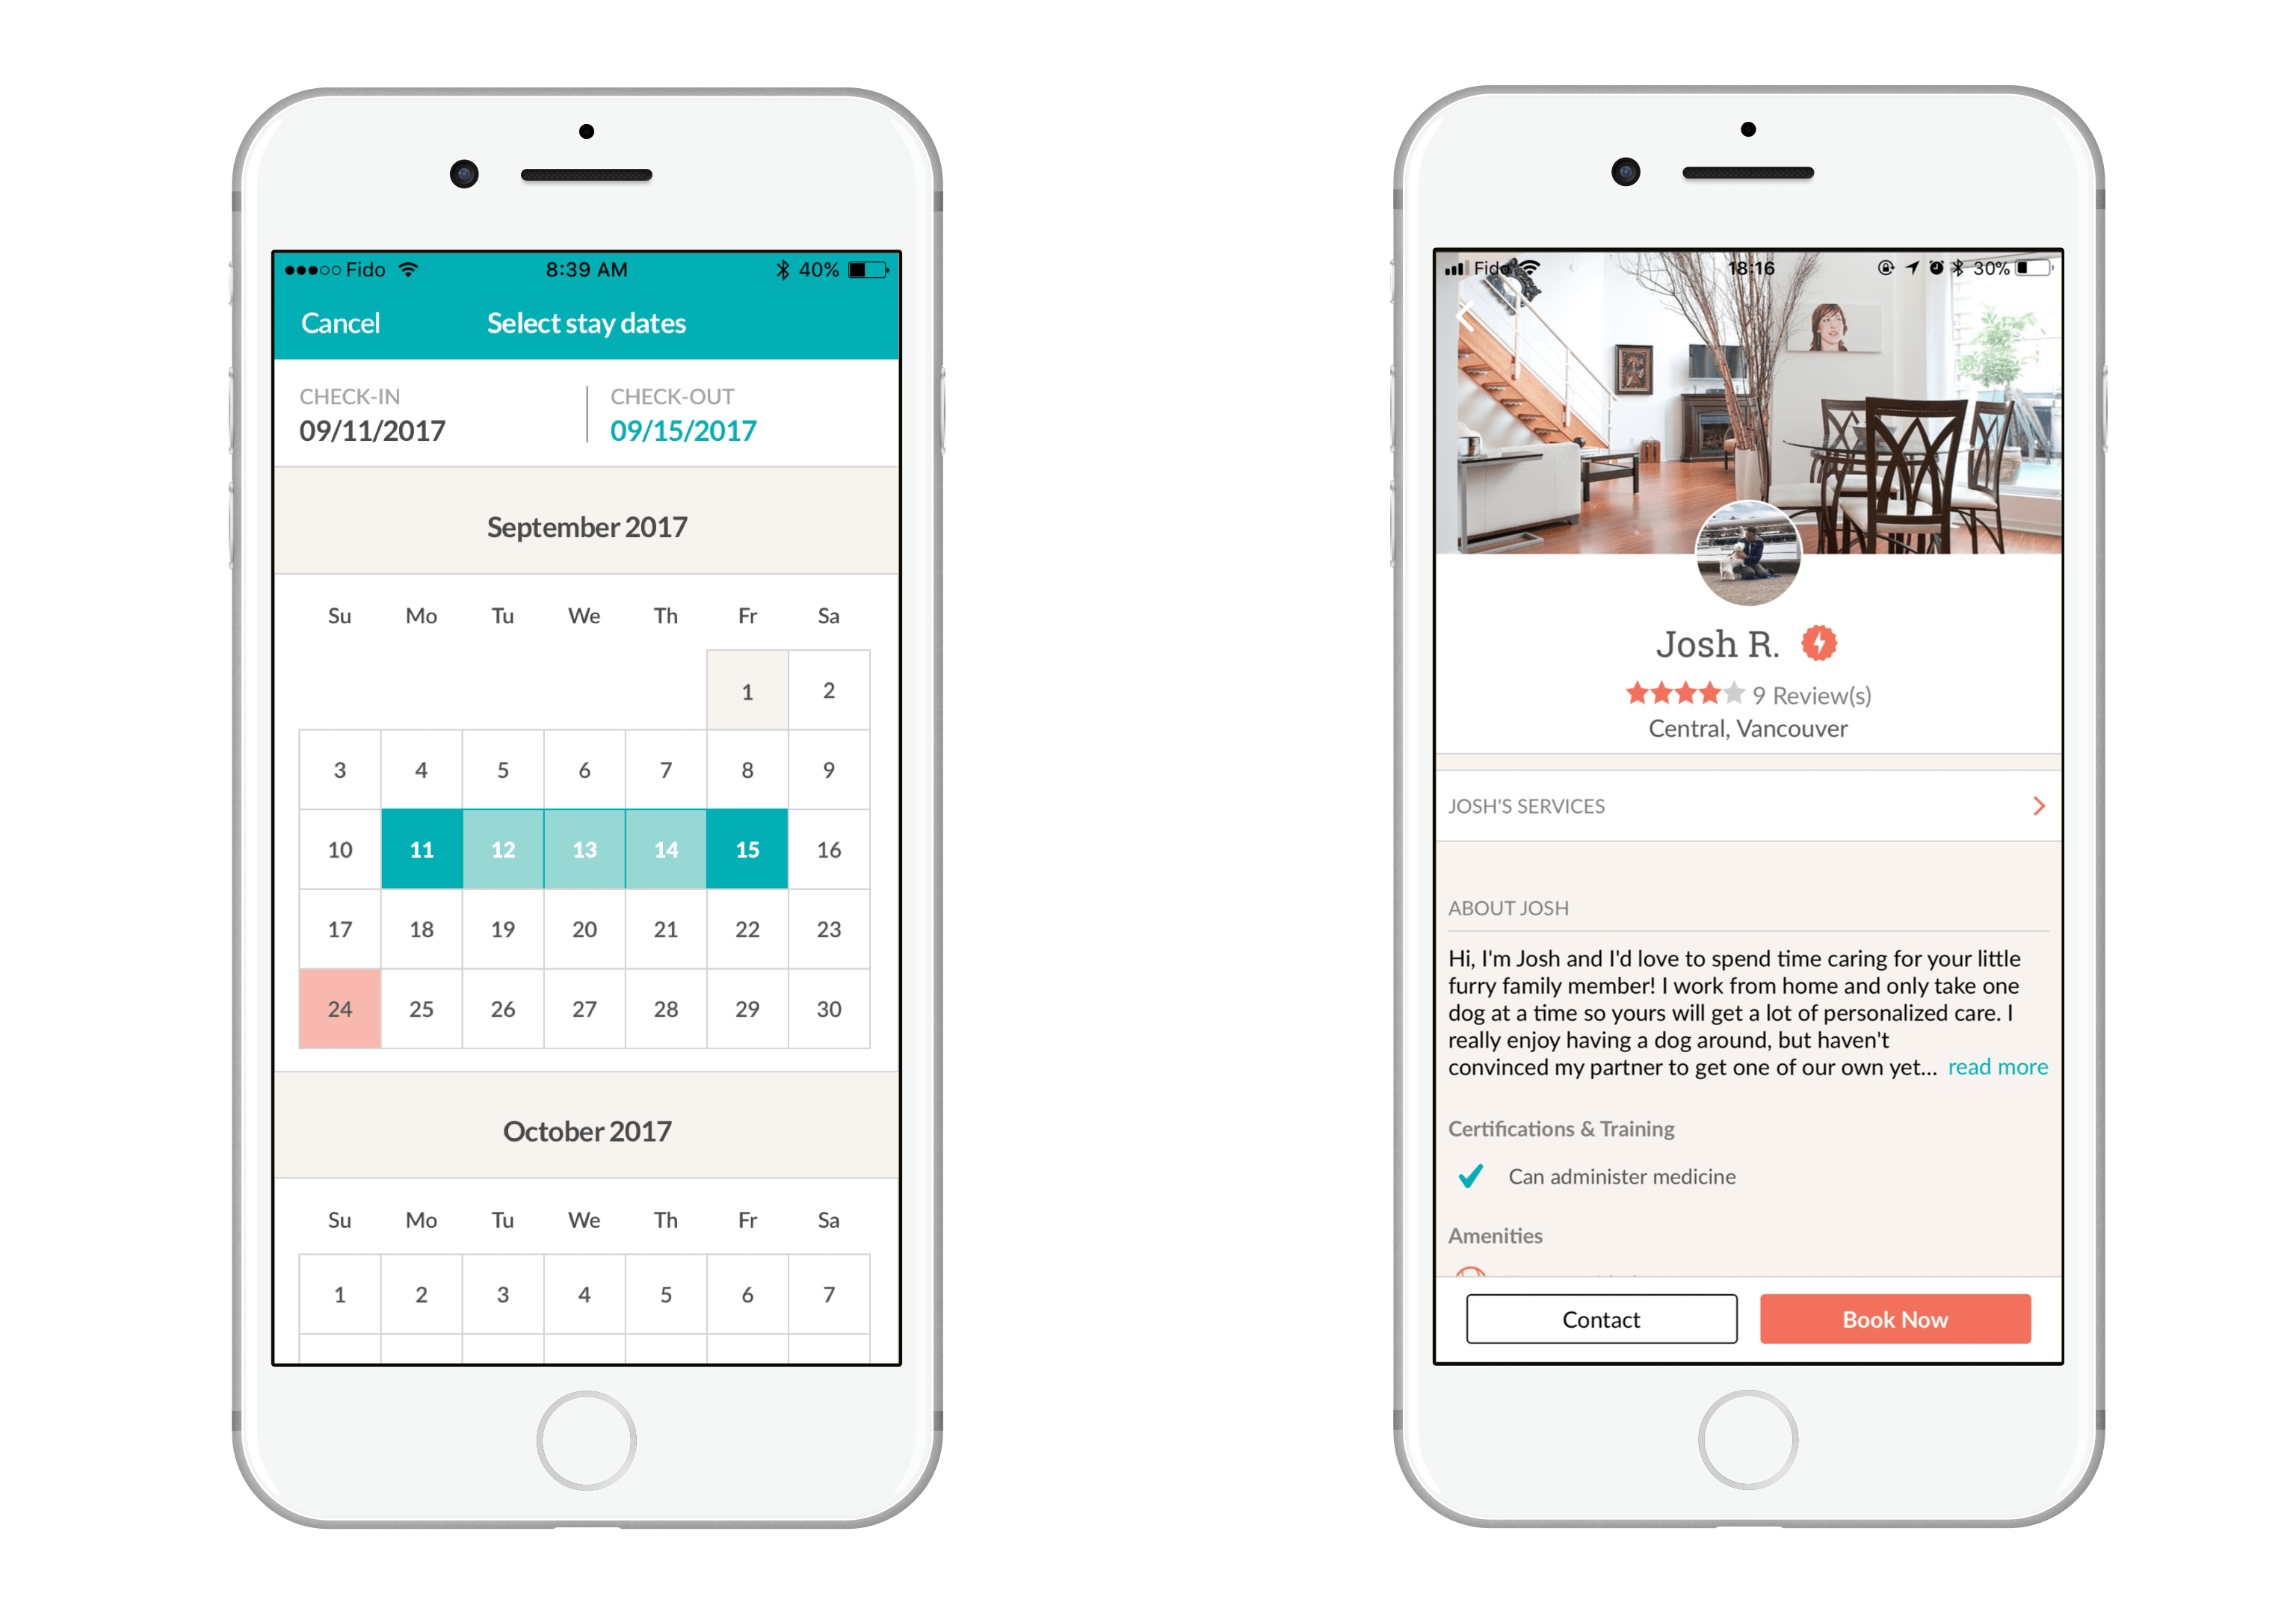 Fido 8:39 AM 40%
Cancel Select stay dates
CHECK-IN CHECK-OUT
09/11/2017 09/15/2017
September 2017
Su Mo Tu We Th Fr Sa
1 2
3 4 5 6 7 8 9
10 11 12 13 14 15 16
17 18 19 20 21 22 23
24 25 26 27 28 29 30
October 2017
Su Mo Tu We Th Fr Sa
1 2 3 4 5 6 7
Fido 18:16 30%
Josh R.
9 Review(s)
Central, Vancouver
JOSH'S SERVICES
ABOUT JOSH
Hi, I'm Josh and I'd love to spend time caring for your little
furry family member! I work from home and only take one
dog at a time so yours will get a lot of personalized care. I
really enjoy having a dog around, but haven't
convinced my partner to get one of our own yet... read more
Certifications & Training
Can administer medicine
Amenities
Contact Book Now